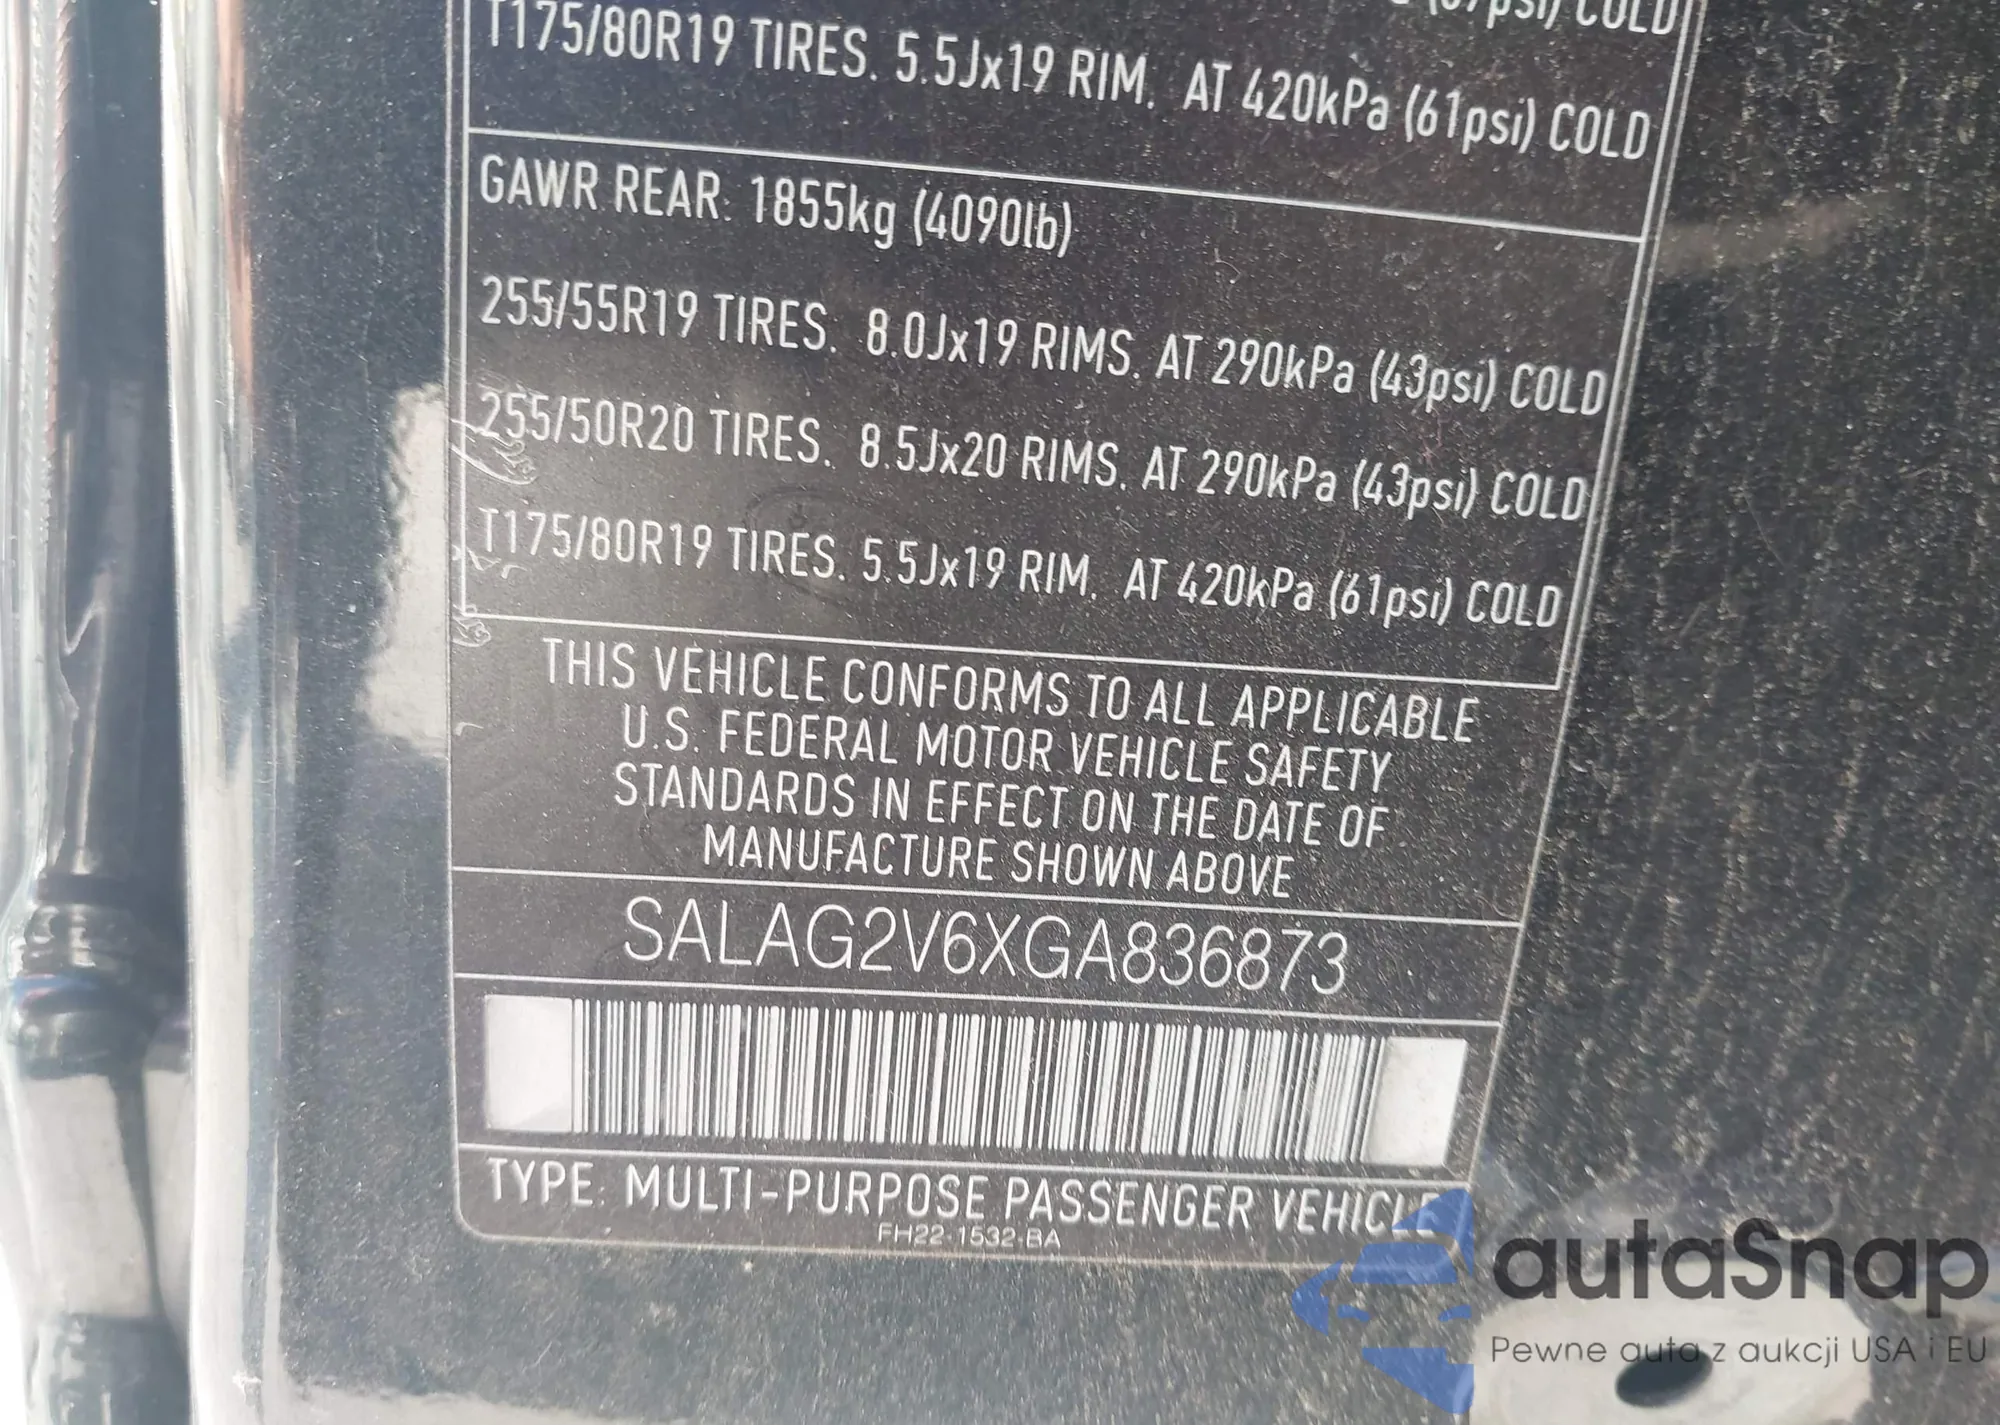 (61psi) COLD
T175/80R19 TIRES. 5.5Jx19 RIM. AT 420kPa (61psi) COLD
GAWR REAR: 1855kg (4090lb)
255/55R19 TIRES. 8.0Jx19 RIMS. AT 290kPa (43psi) COLD
255/50R20 TIRES. 8.5Jx20 RIMS. AT 290kPa (43psi) COLD
T175/80R19 TIRES. 5.5Jx19 RIM. AT 420kPa (61psi) COLD
THIS VEHICLE CONFORMS TO ALL APPLICABLE
U.S. FEDERAL MOTOR VEHICLE SAFETY
STANDARDS IN EFFECT ON THE DATE OF
MANUFACTURE SHOWN ABOVE
SALAG2V6XGA836873
TYPE: MULTI-PURPOSE PASSENGER VEHICLE
FH22-1532-BA
autaSnap
Pewne auta z aukcji USA i EU